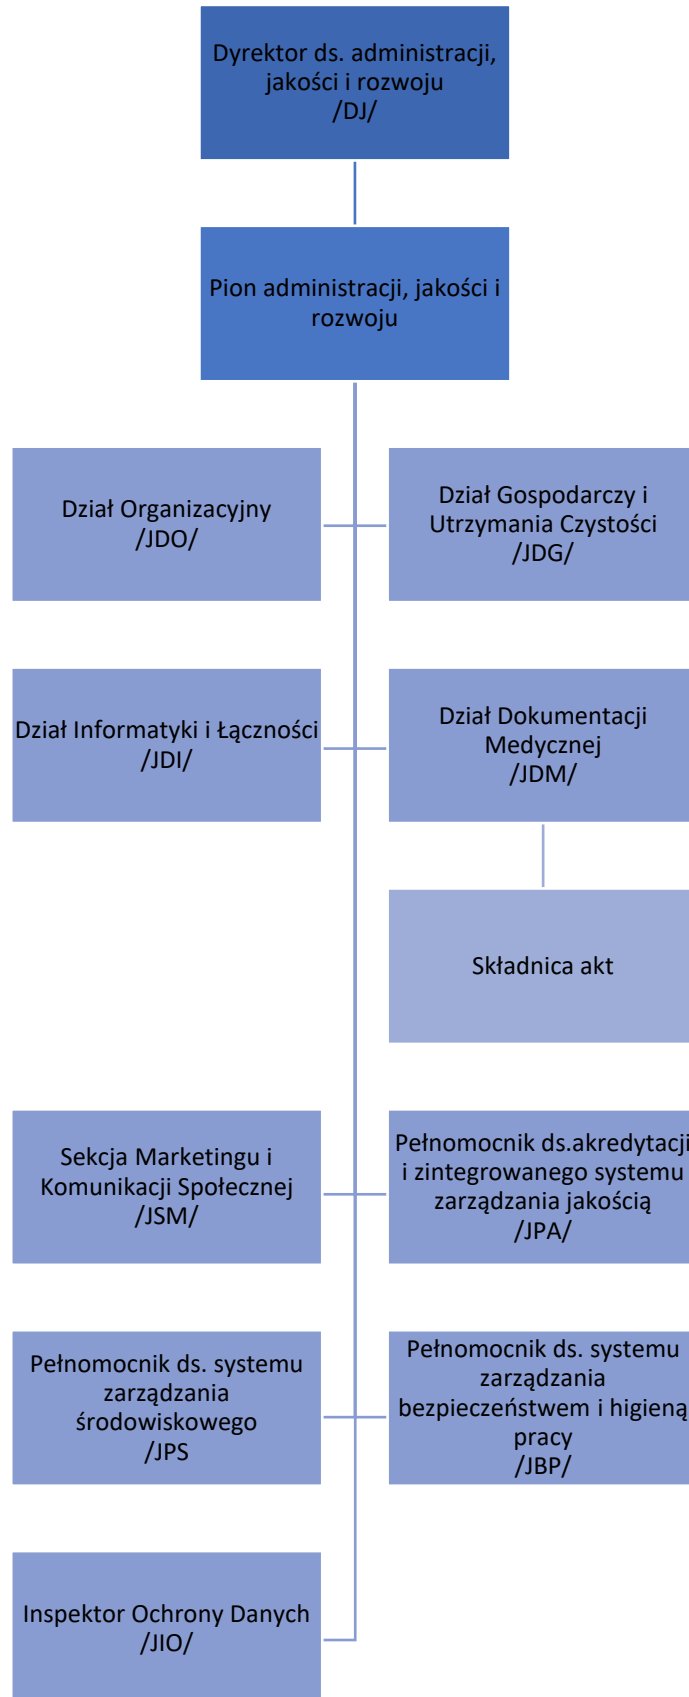 Dyrektor ds. administracji,
jakości i rozwoju
/DJ/
Pion administracji, jakości i
rozwoju
Dział Organizacyjny
/JDO/
Dział Gospodarczy i
Utrzymania Czystości
/JDG/
Dział Informatyki i Łączności
/JDI/
Dział Dokumentacji
Medycznej
/JDM/
Składnica akt
Sekcja Marketingu i
Komunikacji Społecznej
/JSM/
Pełnomocnik ds.akredytacji
i zintegrowanego systemu
zarządzania jakością
/JPA/
Pełnomocnik ds. systemu
zarządzania
środowiskowego
/JPS
Pełnomocnik ds. systemu
zarządzania
bezpieczeństwem i higieną
pracy
/JBP/
Inspektor Ochrony Danych
/JIO/